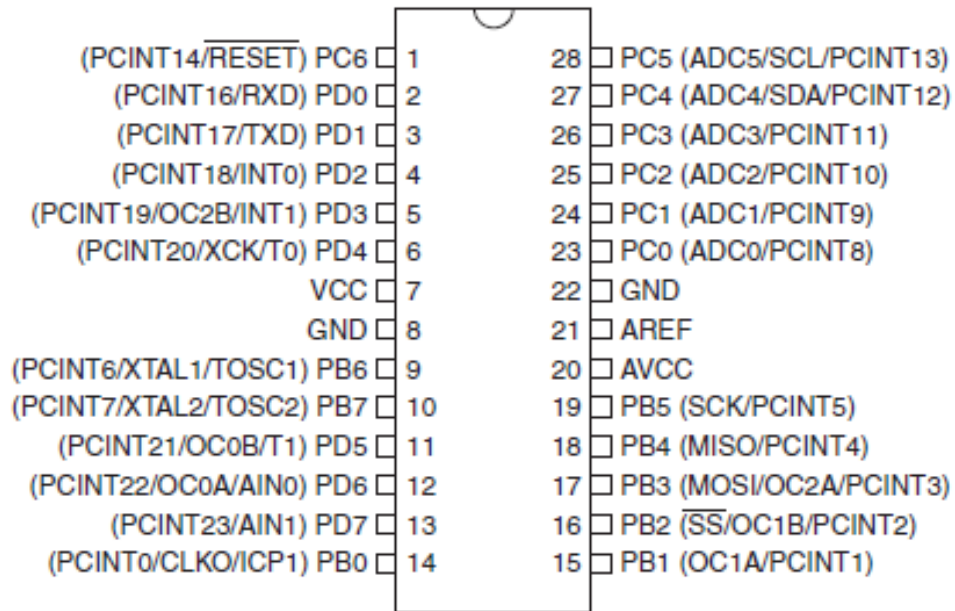 (PCINT14/RESET) PC6 1 28 PC5 (ADC5/SCL/PCINT13)
(PCINT16/RXD) PD0 2 27 PC4 (ADC4/SDA/PCINT12)
(PCINT17/TXD) PD1 3 26 PC3 (ADC3/PCINT11)
(PCINT18/INT0) PD2 4 25 PC2 (ADC2/PCINT10)
(PCINT19/OC2B/INT1) PD3 5 24 PC1 (ADC1/PCINT9)
(PCINT20/XCK/T0) PD4 6 23 PC0 (ADC0/PCINT8)
VCC 7 22 GND
GND 8 21 AREF
(PCINT6/XTAL1/TOSC1) PB6 9 20 AVCC
(PCINT7/XTAL2/TOSC2) PB7 10 19 PB5 (SCK/PCINT5)
(PCINT21/OC0B/T1) PD5 11 18 PB4 (MISO/PCINT4)
(PCINT22/OC0A/AIN0) PD6 12 17 PB3 (MOSI/OC2A/PCINT3)
(PCINT23/AIN1) PD7 13 16 PB2 (SS/OC1B/PCINT2)
(PCINT0/CLKO/ICP1) PB0 14 15 PB1 (OC1A/PCINT1)